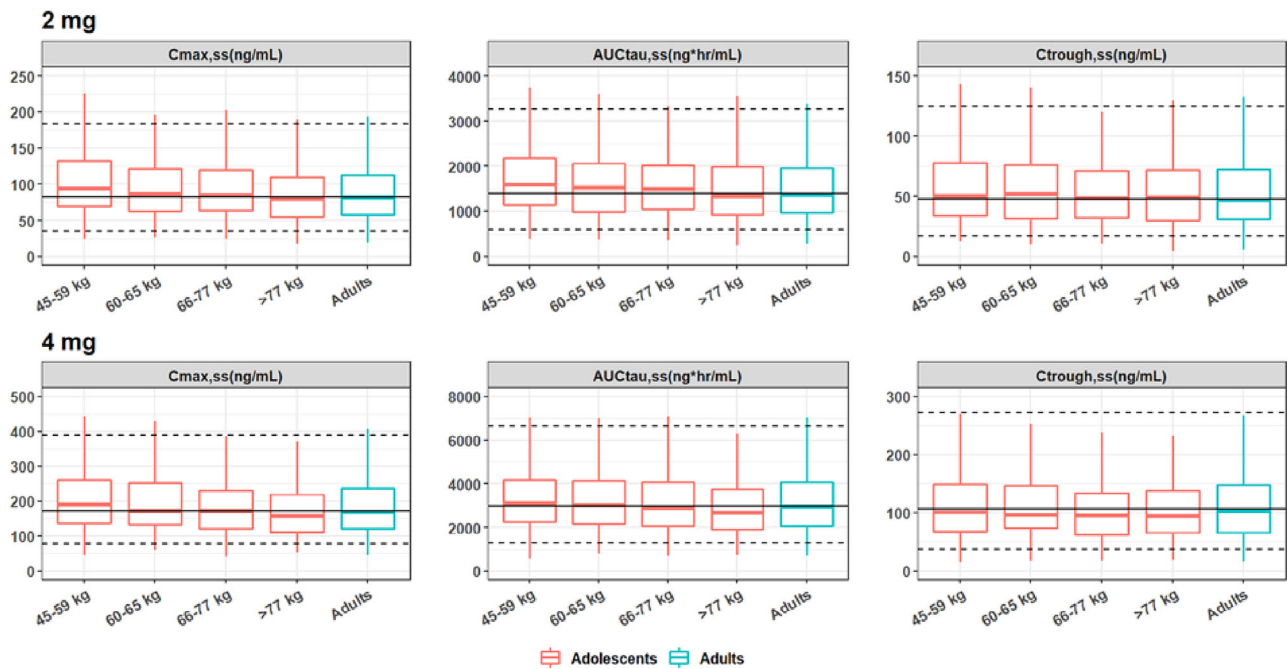 2 mg
Cmax,ss(ng/mL)
AUCtau,ss(ng*hr/mL)
Ctrough,ss(ng/mL)
250
200
150
100
50
0
4000
3000
2000
1000
0
150
100
50
0
45-59 kg
60-65 kg
66-77 kg
>77 kg
Adults
45-59 kg
60-65 kg
66-77 kg
>77 kg
Adults
45-59 kg
60-65 kg
66-77 kg
>77 kg
Adults
4 mg
Cmax,ss(ng/mL)
AUCtau,ss(ng*hr/mL)
Ctrough,ss(ng/mL)
500
400
300
200
100
0
8000
6000
4000
2000
0
300
200
100
0
45-59 kg
60-65 kg
66-77 kg
>77 kg
Adults
45-59 kg
60-65 kg
66-77 kg
>77 kg
Adults
45-59 kg
60-65 kg
66-77 kg
>77 kg
Adults
Adolescents Adults